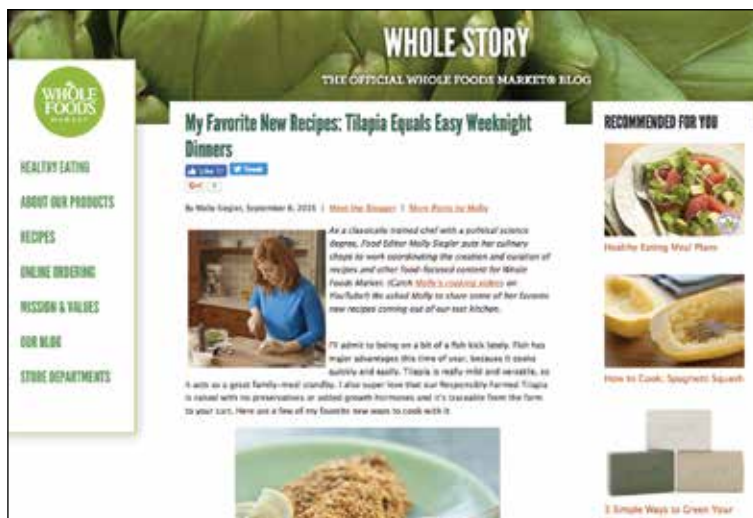 WHOLE STORY
THE OFFICIAL WHOLE FOODS MARKET® BLOG
WHOLE
FOODS
MARKET
HEALTHY EATING
ABOUT OUR PRODUCTS
RECIPES
ONLINE ORDERING
MISSION & VALUES
OUR BLOG
STORE DEPARTMENTS
My Favorite New Recipes: Tilapia Equals Easy Weeknight
Dinners
Like
Tweet
By Molly Siegler, September 8, | Meet the Blogger | More Posts by Molly
As a classically trained chef with a political science
degree, Food Editor Molly Siegler puts her culinary
chops to work coordinating the creation and curation of
recipes and other food-focused content for Whole
Foods Market. (Catch Molly's cooking videos on
YouTube!) We asked Molly to share some of her favorite
new recipes coming out of our test kitchen.
I'll admit to being on a bit of a fish kick lately. Fish has
major advantages this time of year, because it cooks
quickly and easily. Tilapia is really mild and versatile, so
it acts as a great family-meal standby. I also super love that our Responsibly Farmed Tilapia
is raised with no preservatives or added growth hormones and it's traceable from the farm
to your cart. Here are a few of my favorite new ways to cook with it
RECOMMENDED FOR YOU
Healthy Eating Meal Plans
How to Cook: Spaghetti Squash
3 Simple Ways to Green Your